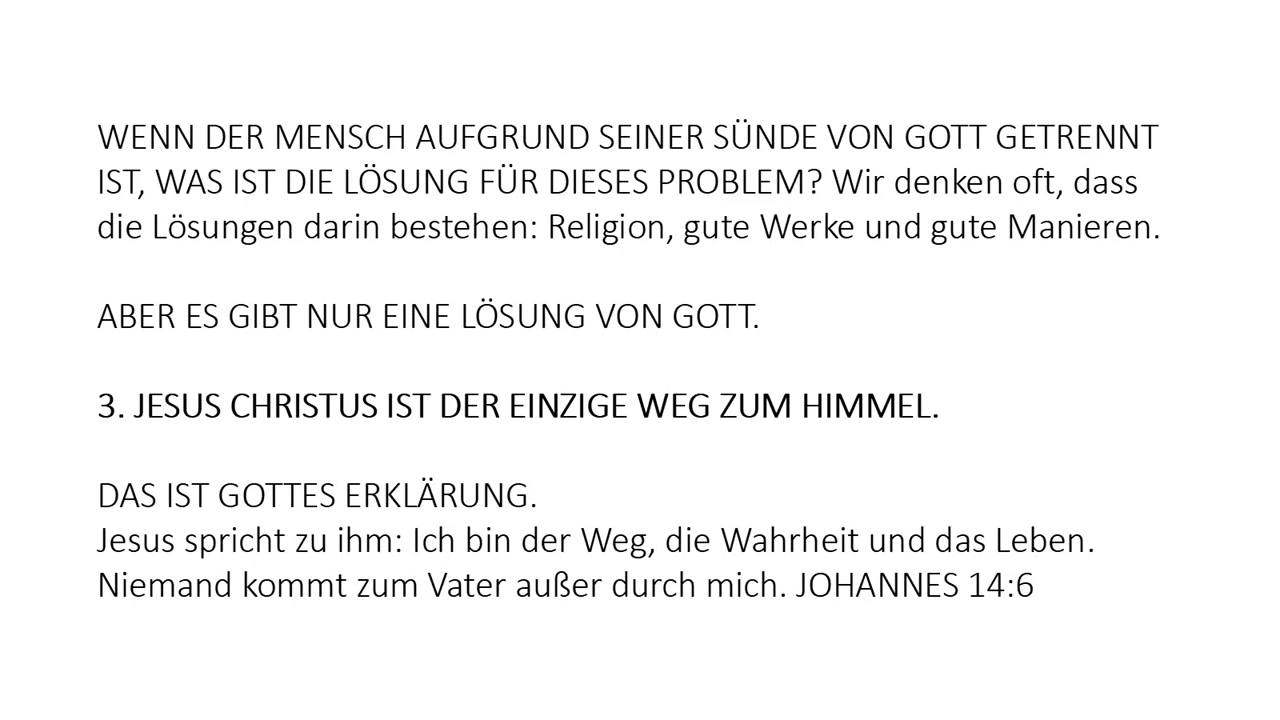 WENN DER MENSCH AUFGRUND SEINER SÜNDE VON GOTT GETRENNT
IST, WAS IST DIE LÖSUNG FÜR DIESES PROBLEM? Wir denken oft, dass
die Lösungen darin bestehen: Religion, gute Werke und gute Manieren.
ABER ES GIBT NUR EINE LÖSUNG VON GOTT.
3. JESUS CHRISTUS IST DER EINZIGE WEG ZUM HIMMEL.
DAS IST GOTTES ERKLÄRUNG.
Jesus spricht zu ihm: Ich bin der Weg, die Wahrheit und das Leben.
Niemand kommt zum Vater außer durch mich. JOHANNES 14:6